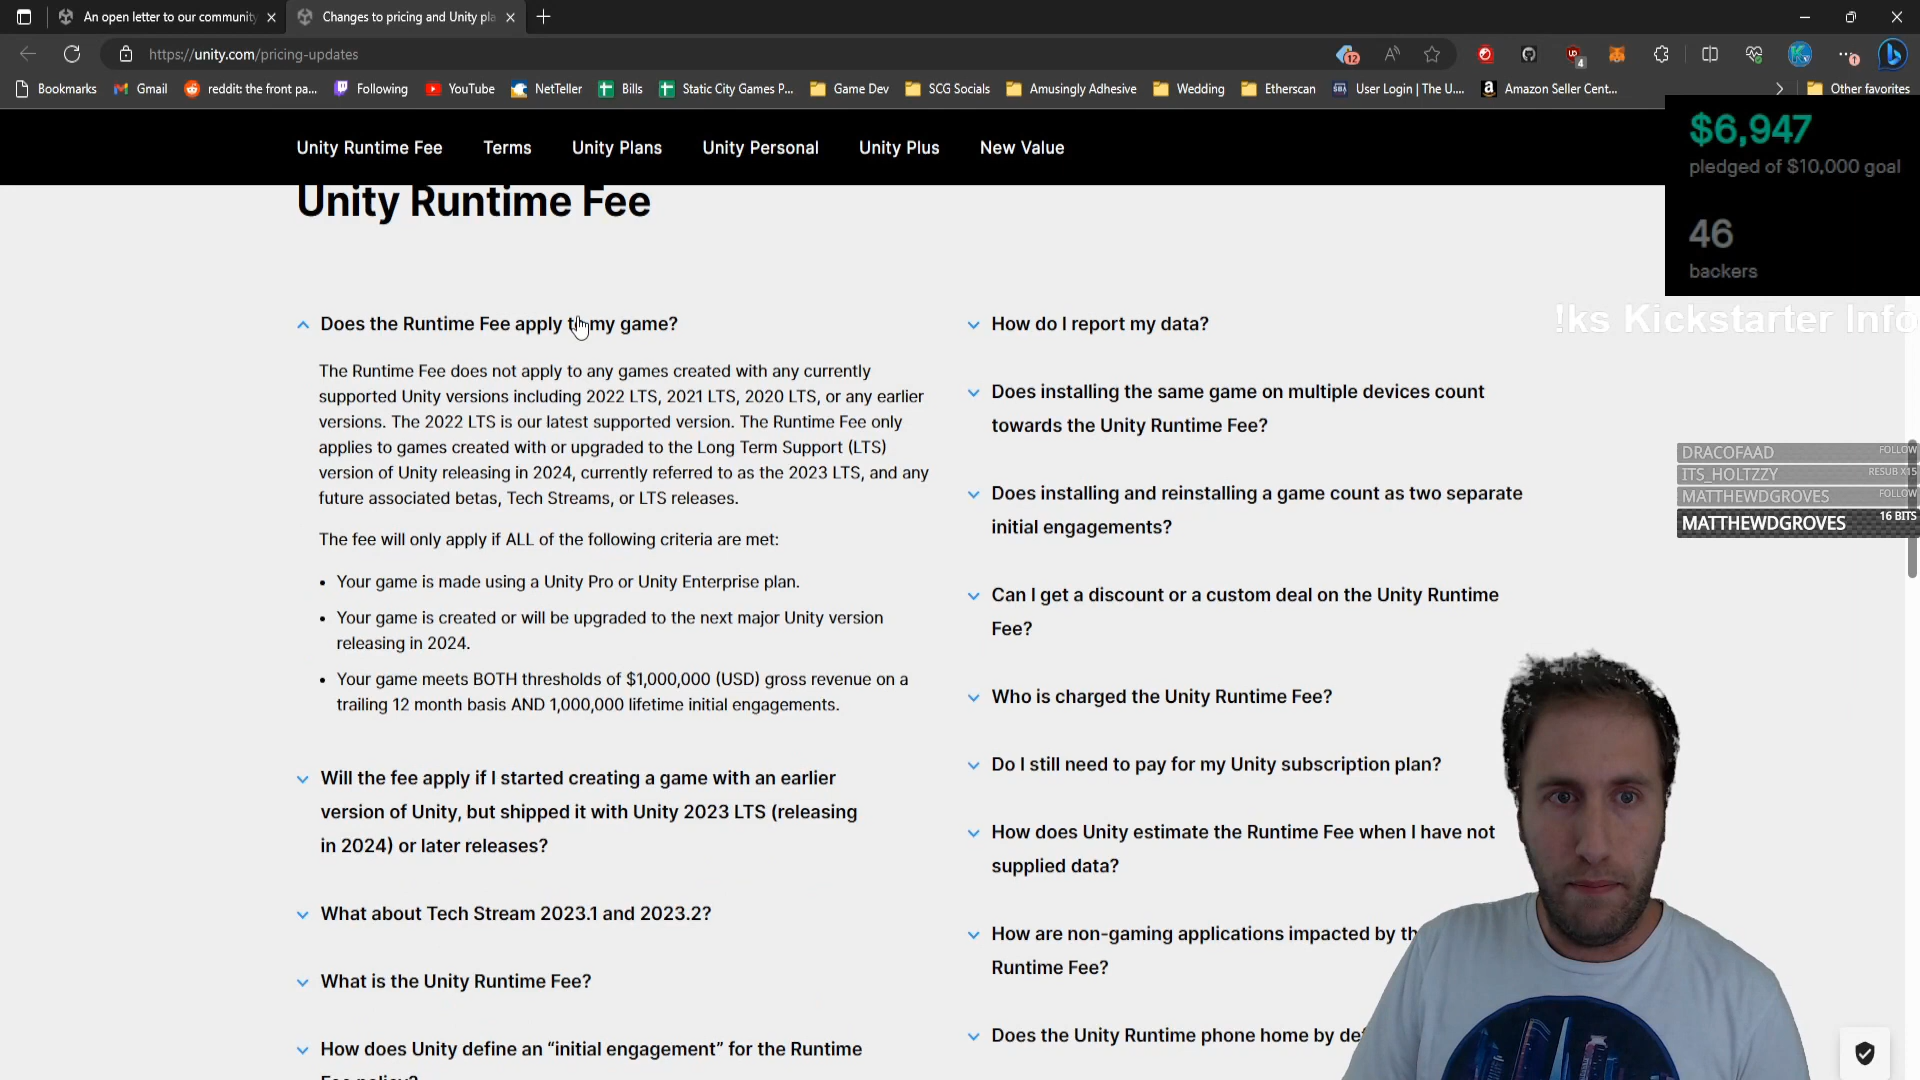 An open letter to our community
Changes to pricing and Unity pla
https://unity.com/pricing-updates
12
4
Bookmarks
Gmail
reddit: the front pa...
Following
YouTube
NetTeller
Bills
Static City Games P...
Game Dev
SCG Socials
Amusingly Adhesive
Wedding
Etherscan
User Login | The U....
Amazon Seller Cent...
Other favorites
Unity Runtime Fee
Terms
Unity Plans
Unity Personal
Unity Plus
New Value
$6,947
pledged of $10,000 goal
46
backers
!ks Kickstarter Info
Unity Runtime Fee
Does the Runtime Fee apply to my game?
The Runtime Fee does not apply to any games created with any currently
supported Unity versions including 2022 LTS, 2021 LTS, 2020 LTS, or any earlier
versions. The 2022 LTS is our latest supported version. The Runtime Fee only
applies to games created with or upgraded to the Long Term Support (LTS)
version of Unity releasing in 2024, currently referred to as the 2023 LTS, and any
future associated betas, Tech Streams, or LTS releases.
The fee will only apply if ALL of the following criteria are met:
• Your game is made using a Unity Pro or Unity Enterprise plan.
• Your game is created or will be upgraded to the next major Unity version
releasing in 2024.
• Your game meets BOTH thresholds of $1,000,000 (USD) gross revenue on a
trailing 12 month basis AND 1,000,000 lifetime initial engagements.
Will the fee apply if I started creating a game with an earlier
version of Unity, but shipped it with Unity 2023 LTS (releasing
in 2024) or later releases?
What about Tech Stream 2023.1 and 2023.2?
What is the Unity Runtime Fee?
How does Unity define an “initial engagement” for the Runtime
Fee policy?
How do I report my data?
Does installing the same game on multiple devices count
towards the Unity Runtime Fee?
Does installing and reinstalling a game count as two separate
initial engagements?
Can I get a discount or a custom deal on the Unity Runtime
Fee?
Who is charged the Unity Runtime Fee?
Do I still need to pay for my Unity subscription plan?
How does Unity estimate the Runtime Fee when I have not
supplied data?
How are non-gaming applications impacted by th
Runtime Fee?
Does the Unity Runtime phone home by def
DRACOFAAD FOLLOW
ITS_HOLTZZY RESUB X15
MATTHEWDGROVES FOLLOW
MATTHEWDGROVES 16 BITS